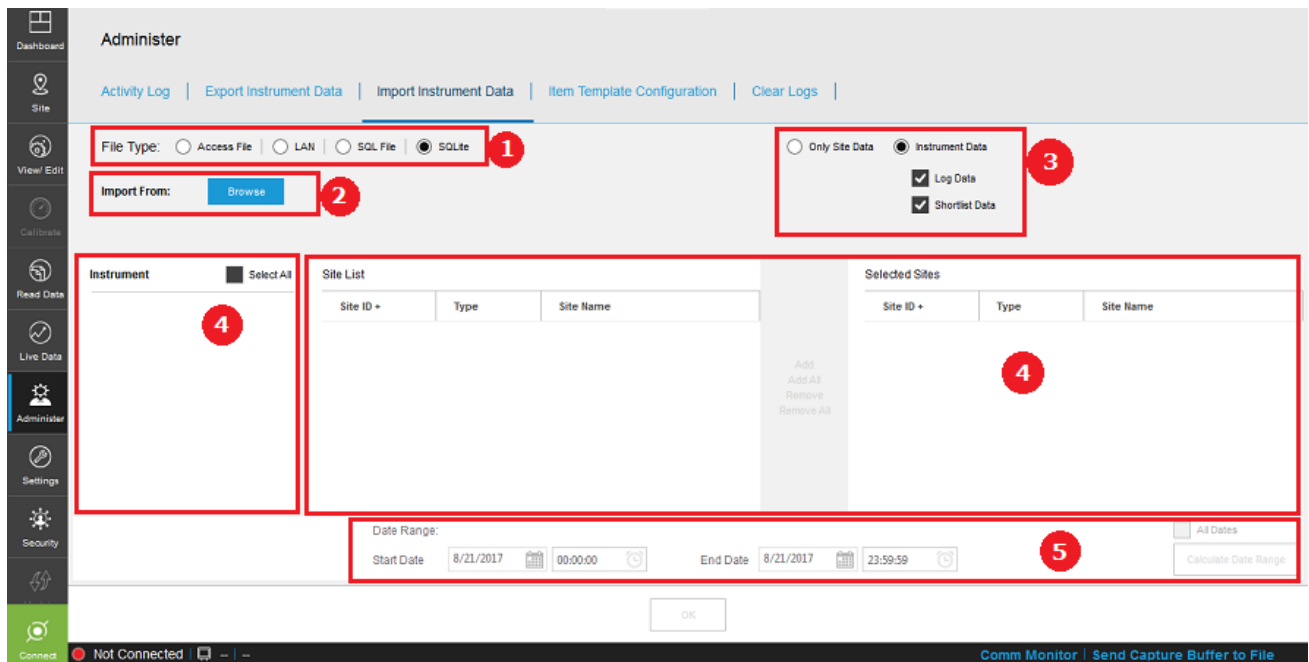 Dashboard
Site
View/ Edit
Calibrate
Read Data
Live Data
Administer
Settings
Security
Connect
Administer
Activity Log | Export Instrument Data | Import Instrument Data | Item Template Configuration | Clear Logs |
File Type: Access File | LAN | SQL File | SQLite
1
Import From: Browse
2
Only Site Data Instrument Data
Log Data
Shortlist Data
3
Instrument Select All
4
Site List
Site ID + Type Site Name
Add
Add All
Remove
Remove All
Selected Sites
Site ID + Type Site Name
4
Date Range:
All Dates
Start Date 8/21/2017 00:00:00 End Date 8/21/2017 23:59:59
5
Calculate Date Range
OK
Not Connected | -- | --
Comm Monitor | Send Capture Buffer to File